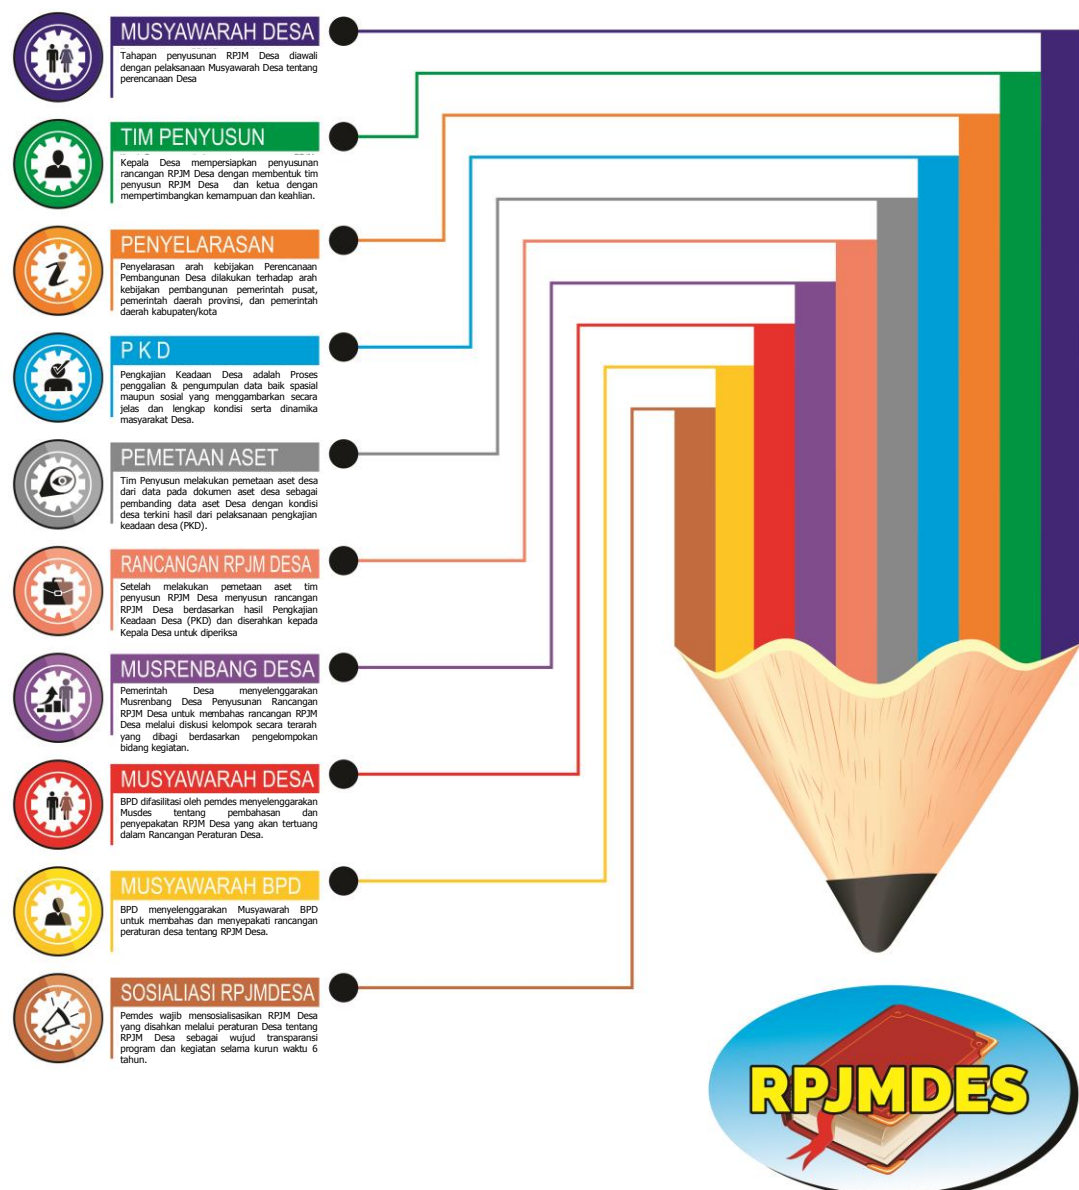 MUSYAWARAH DESA
Tahapan penyusunan RPJM Desa diawali
dengan pelaksanaan Musyawarah Desa tentang
perencanaan Desa
TIM PENYUSUN
Kepala Desa mempersiapkan penyusunan
rancangan RPJM Desa dengan membentuk tim
penyusun RPJM Desa dan ketua dengan
mempertimbangkan kemampuan dan keahlian.
PENYELARASAN
Penyelarasan arah kebijakan Perencanaan
Pembangunan Desa dilakukan terhadap arah
kebijakan pembangunan pemerintah pusat,
pemerintah daerah provinsi, dan pemerintah
daerah kabupaten/kota
P K D
Pengkajian Keadaan Desa adalah Proses
penggalian & pengumpulan data baik spasial
maupun sosial yang menggambarkan secara
jelas dan lengkap kondisi serta dinamika
masyarakat Desa.
PEMETAAN ASET
Tim Penyusun melakukan pemetaan aset desa
dari data pada dokumen aset desa sebagai
pembanding data aset Desa dengan kondisi
desa terkini hasil dari pelaksanaan pengkajian
keadaan desa (PKD).
RANCANGAN RPJM DESA
Setelah melakukan pemetaan aset tim
penyusun RPJM Desa menyusun rancangan
RPJM Desa berdasarkan hasil Pengkajian
Keadaan Desa (PKD) dan diserahkan kepada
Kepala Desa untuk diperiksa
MUSRENBANG DESA
Pemerintah Desa menyelenggarakan
Musrenbang Desa Penyusunan Rancangan
RPJM Desa untuk membahas rancangan RPJM
Desa melalui diskusi kelompok secara terarah
yang dibagi berdasarkan pengelompokan
bidang kegiatan.
MUSYAWARAH DESA
BPD difasilitasi oleh pemdes menyelenggarakan
Musdes tentang pembahasan dan
penyepakatan RPJM Desa yang akan tertuang
dalam Rancangan Peraturan Desa.
MUSYAWARAH BPD
BPD menyelenggarakan Musyawarah BPD
untuk membahas dan menyepakati rancangan
peraturan desa tentang RPJM Desa.
SOSIALIASI RPJMDESA
Pemdes wajib mensosialisasikan RPJM Desa
yang disahkan melalui peraturan Desa tentang
RPJM Desa sebagai wujud transparansi
program dan kegiatan selama kurun waktu 6
tahun.
RPJMDES